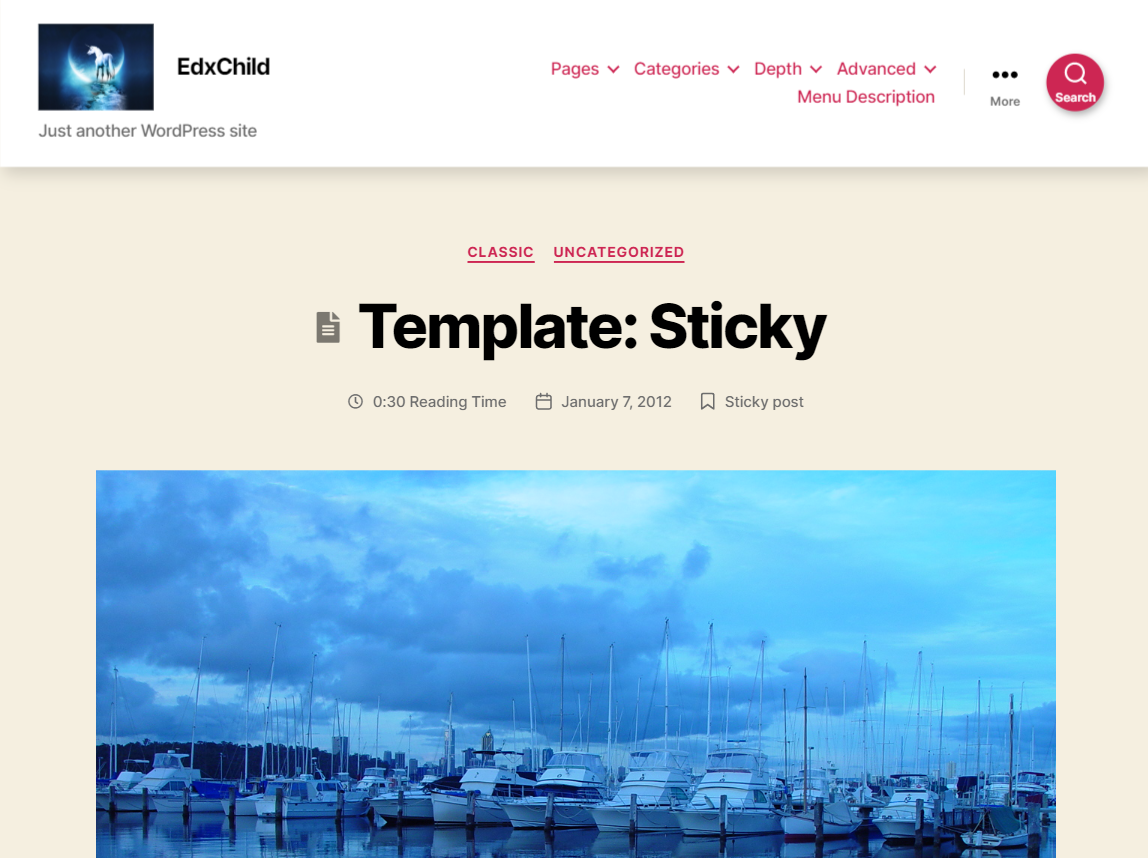 EdxChild
Just another WordPress site
Pages Categories Depth Advanced
Menu Description
More
Search
CLASSIC UNCATEGORIZED
Template: Sticky
0:30 Reading Time January 7, 2012 Sticky post